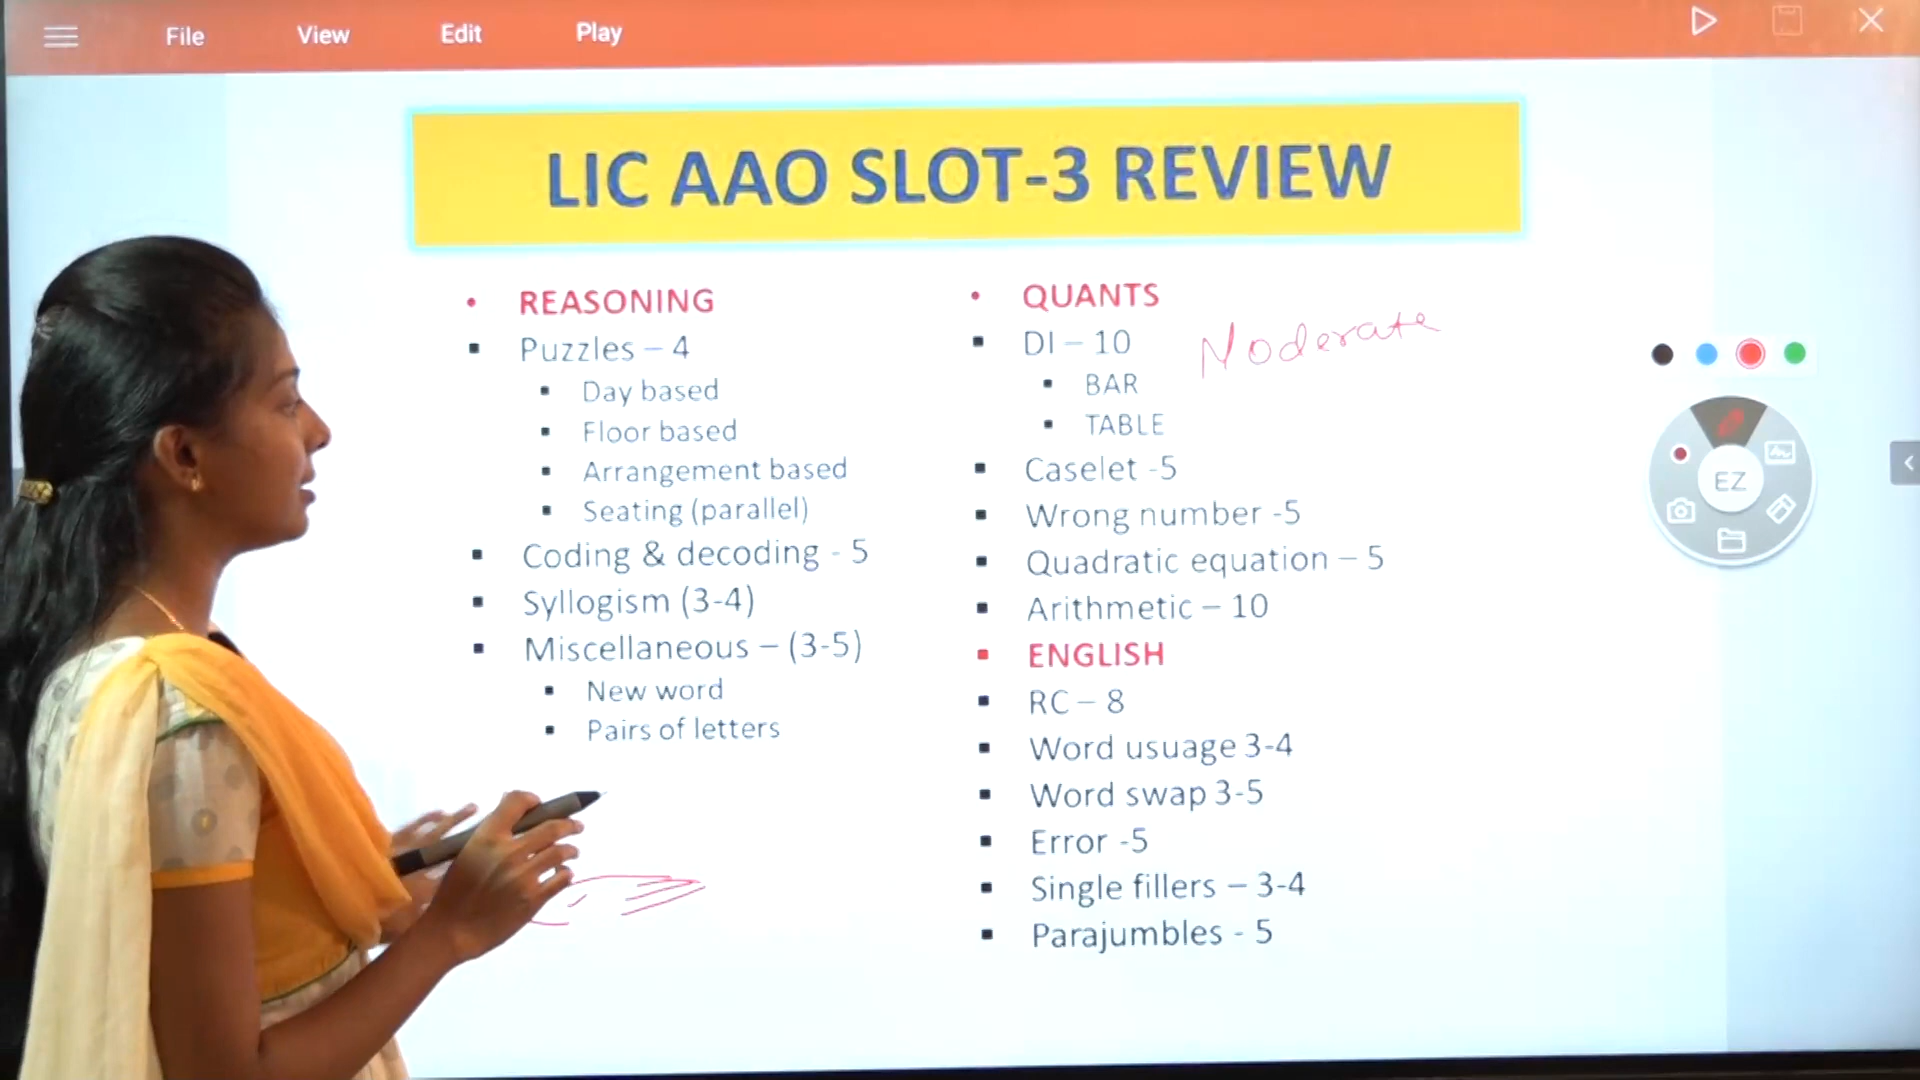 File View Edit Play
LIC AAO SLOT-3 REVIEW
• REASONING
▪ Puzzles – 4
▪ Day based
▪ Floor based
▪ Arrangement based
▪ Seating (parallel)
▪ Coding & decoding - 5
▪ Syllogism (3-4)
▪ Miscellaneous – (3-5)
▪ New word
▪ Pairs of letters
• QUANTS
▪ DI – 10 Moderate
▪ BAR
▪ TABLE
▪ Caselet -5
▪ Wrong number -5
▪ Quadratic equation – 5
▪ Arithmetic – 10
▪ ENGLISH
▪ RC – 8
▪ Word usuage 3-4
▪ Word swap 3-5
▪ Error -5
▪ Single fillers – 3-4
▪ Parajumbles - 5
EZ